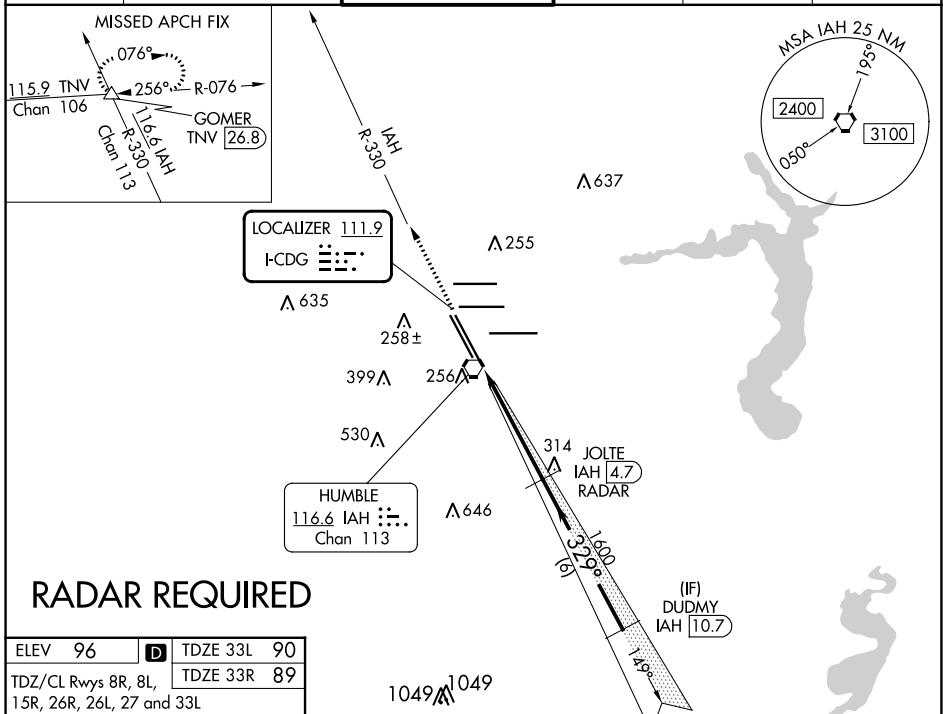 MISSED APCH FIX
076°
115.9 TNV
Chan 106
256°
R-076
GOMER
TNV 26.8
116.6 IAH
R-330
Chan 113
IAH
R-330
MSA IAH 25 NM
195°
2400
3100
050°
637
LOCALIZER 111.9
I-CDG
255
635
258±
399
256
530
314
JOLTE
IAH 4.7
RADAR
HUMBLE
116.6 IAH
Chan 113
646
1600
329°
(6)
RADAR REQUIRED
(IF)
DUDMY
IAH 10.7
149°
ELEV 96
D
TDZE 33L 90
TDZE 33R 89
TDZ/CL Rwys 8R, 8L,
15R, 26R, 26L, 27 and 33L
1049
1049